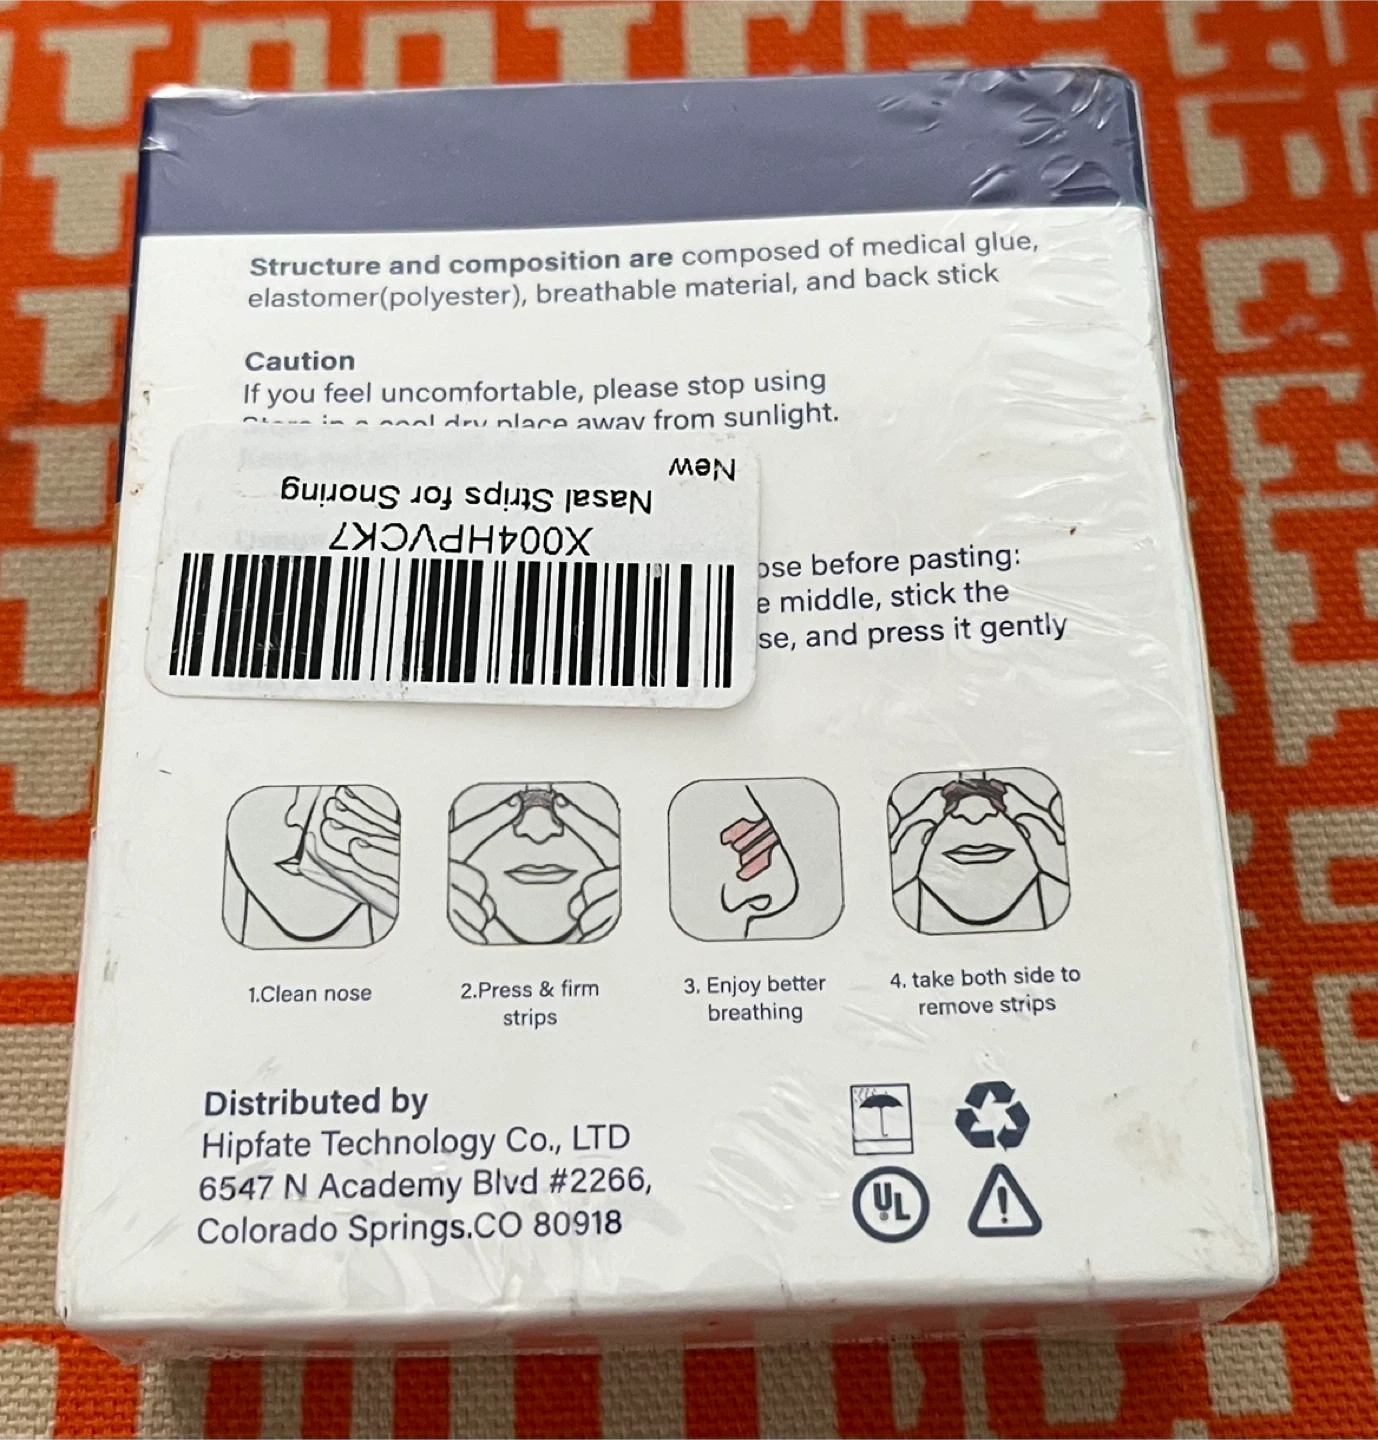 Structure and composition are composed of medical glue,
elastomer(polyester), breathable material, and back stick
Caution
If you feel uncomfortable, please stop using
Store in a cool dry place away from sunlight.
New
Nasal Strips for Snoring
X004HPVCK7
ose before pasting:
e middle, stick the
se, and press it gently
1.Clean nose
2.Press & firm
strips
3. Enjoy better
breathing
4. take both side to
remove strips
Distributed by
Hipfate Technology Co., LTD
6547 N Academy Blvd #2266,
Colorado Springs.CO 80918
UL